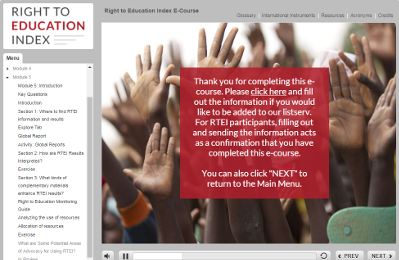 RIGHT TO
EDUCATION
INDEX
Right to Education Index E-Course
Glossary | International Instruments | Resources | Acronyms | Credits
Menu
Module 4
Module 5
Module 5: Introduction
Key Questions
Introduction
Section 1: Where to find RTEI
information and results
Explore Tab
Global Report
Activity: Global Reports
Section 2: How are RTEI Results
Interpreted?
Exercise
Section 3: What kinds of
complementary materials
enhance RTEI results?
Right to Education Monitoring
Guide
Analyzing the use of resources
Allocation of resources
Exercise
What are Some Potential Areas
of Advocacy for Using RTEI?
Thank you for completing this e-
course. Please click here and fill
out the information if you would
like to be added to our listserv.
For RTEI participants, filling out
and sending the information acts
as a confirmation that you have
completed this e-course.
You can also click "NEXT" to
return to the Main Menu.
PREV
NEXT